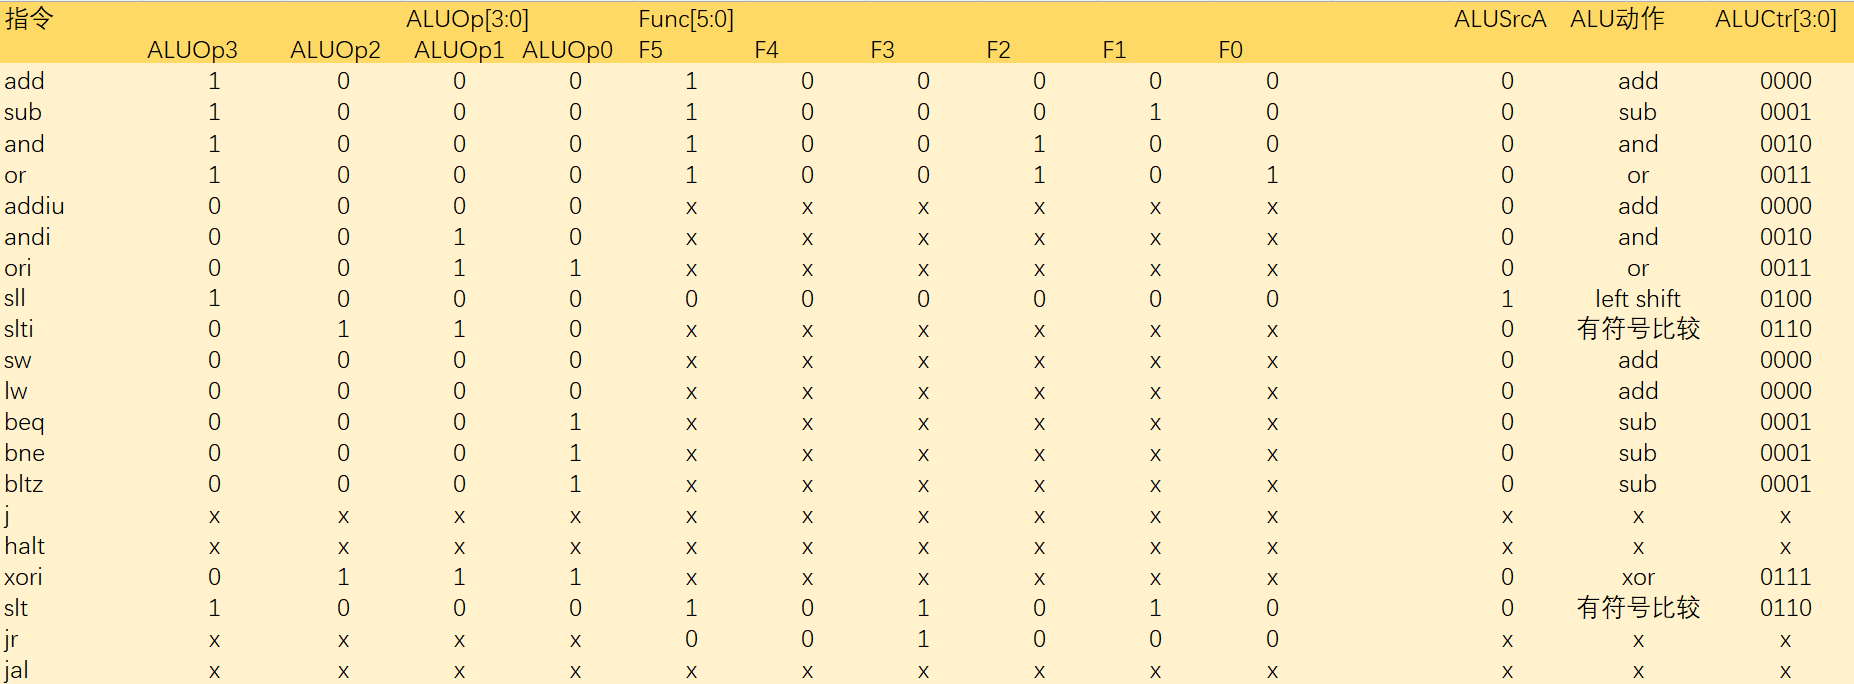 指令 ALUOp[3:0] Func[5:0] ALUSrcA ALU动作 ALUCtr[3:0]
ALUOp3 ALUOp2 ALUOp1 ALUOp0 F5 F4 F3 F2 F1 F0
add 1 0 0 0 1 0 0 0 0 0 0 add 0000
sub 1 0 0 0 1 0 0 0 1 0 0 sub 0001
and 1 0 0 0 1 0 0 1 0 0 0 and 0010
or 1 0 0 0 1 0 0 1 0 1 0 or 0011
addiu 0 0 0 0 x x x x x x 0 add 0000
andi 0 0 1 0 x x x x x x 0 and 0010
ori 0 0 1 1 x x x x x x 0 or 0011
sll 1 0 0 0 0 0 0 0 0 0 1 left shift 0100
slti 0 1 1 0 x x x x x x 0 有符号比较 0110
sw 0 0 0 0 x x x x x x 0 add 0000
lw 0 0 0 0 x x x x x x 0 add 0000
beq 0 0 0 1 x x x x x x 0 sub 0001
bne 0 0 0 1 x x x x x x 0 sub 0001
bltz 0 0 0 1 x x x x x x 0 sub 0001
j x x x x x x x x x x x x x
halt x x x x x x x x x x x x x
xori 0 1 1 1 x x x x x x 0 xor 0111
slt 1 0 0 0 1 0 1 0 1 0 0 有符号比较 0110
jr x x x x 0 0 1 0 0 0 x x x
jal x x x x x x x x x x x x x